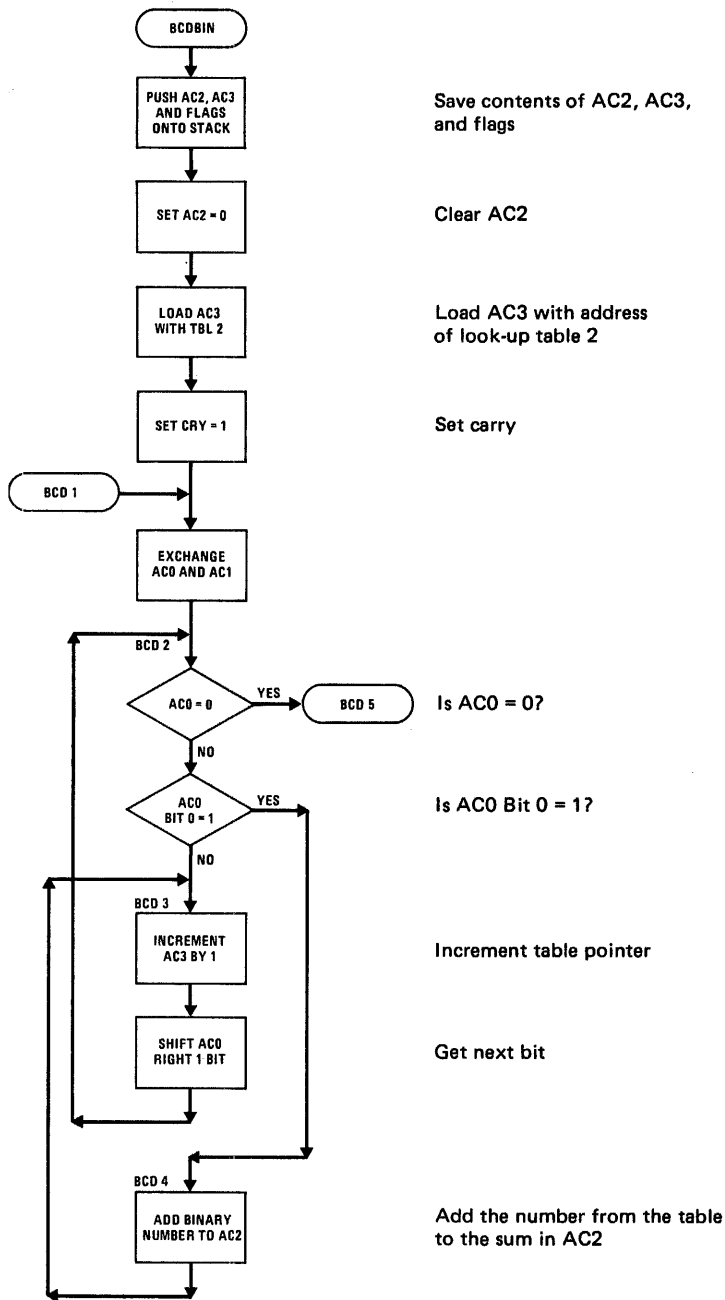 BCDBIN
PUSH AC2, AC3
AND FLAGS
ONTO STACK
Save contents of AC2, AC3,
and flags
SET AC2 = 0
Clear AC2
LOAD AC3
WITH TBL 2
Load AC3 with address
of look-up table 2
SET CRY = 1
Set carry
BCD 1
EXCHANGE
AC0 AND AC1
BCD 2
AC0 = 0
YES
BCD 5
Is AC0 = 0?
NO
AC0
BIT 0 = 1
YES
Is AC0 Bit 0 = 1?
NO
BCD 3
INCREMENT
AC3 BY 1
Increment table pointer
SHIFT AC0
RIGHT 1 BIT
Get next bit
BCD 4
ADD BINARY
NUMBER TO AC2
Add the number from the table
to the sum in AC2